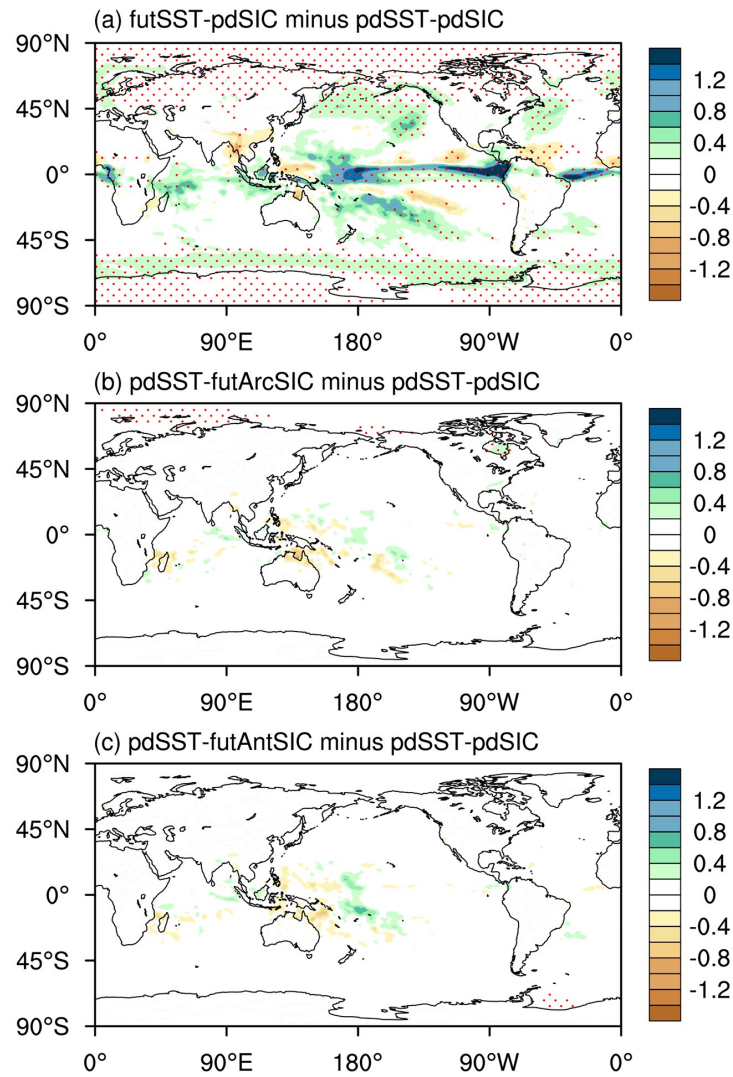 (a) futSST-pdSIC minus pdSST-pdSIC
90°N
45°N
0°
45°S
90°S
0° 90°E 180° 90°W 0°
1.2
0.8
0.4
0
-0.4
-0.8
-1.2
(b) pdSST-futArcSIC minus pdSST-pdSIC
90°N
45°N
0°
45°S
90°S
0° 90°E 180° 90°W 0°
1.2
0.8
0.4
0
-0.4
-0.8
-1.2
(c) pdSST-futAntSIC minus pdSST-pdSIC
90°N
45°N
0°
45°S
90°S
0° 90°E 180° 90°W 0°
1.2
0.8
0.4
0
-0.4
-0.8
-1.2